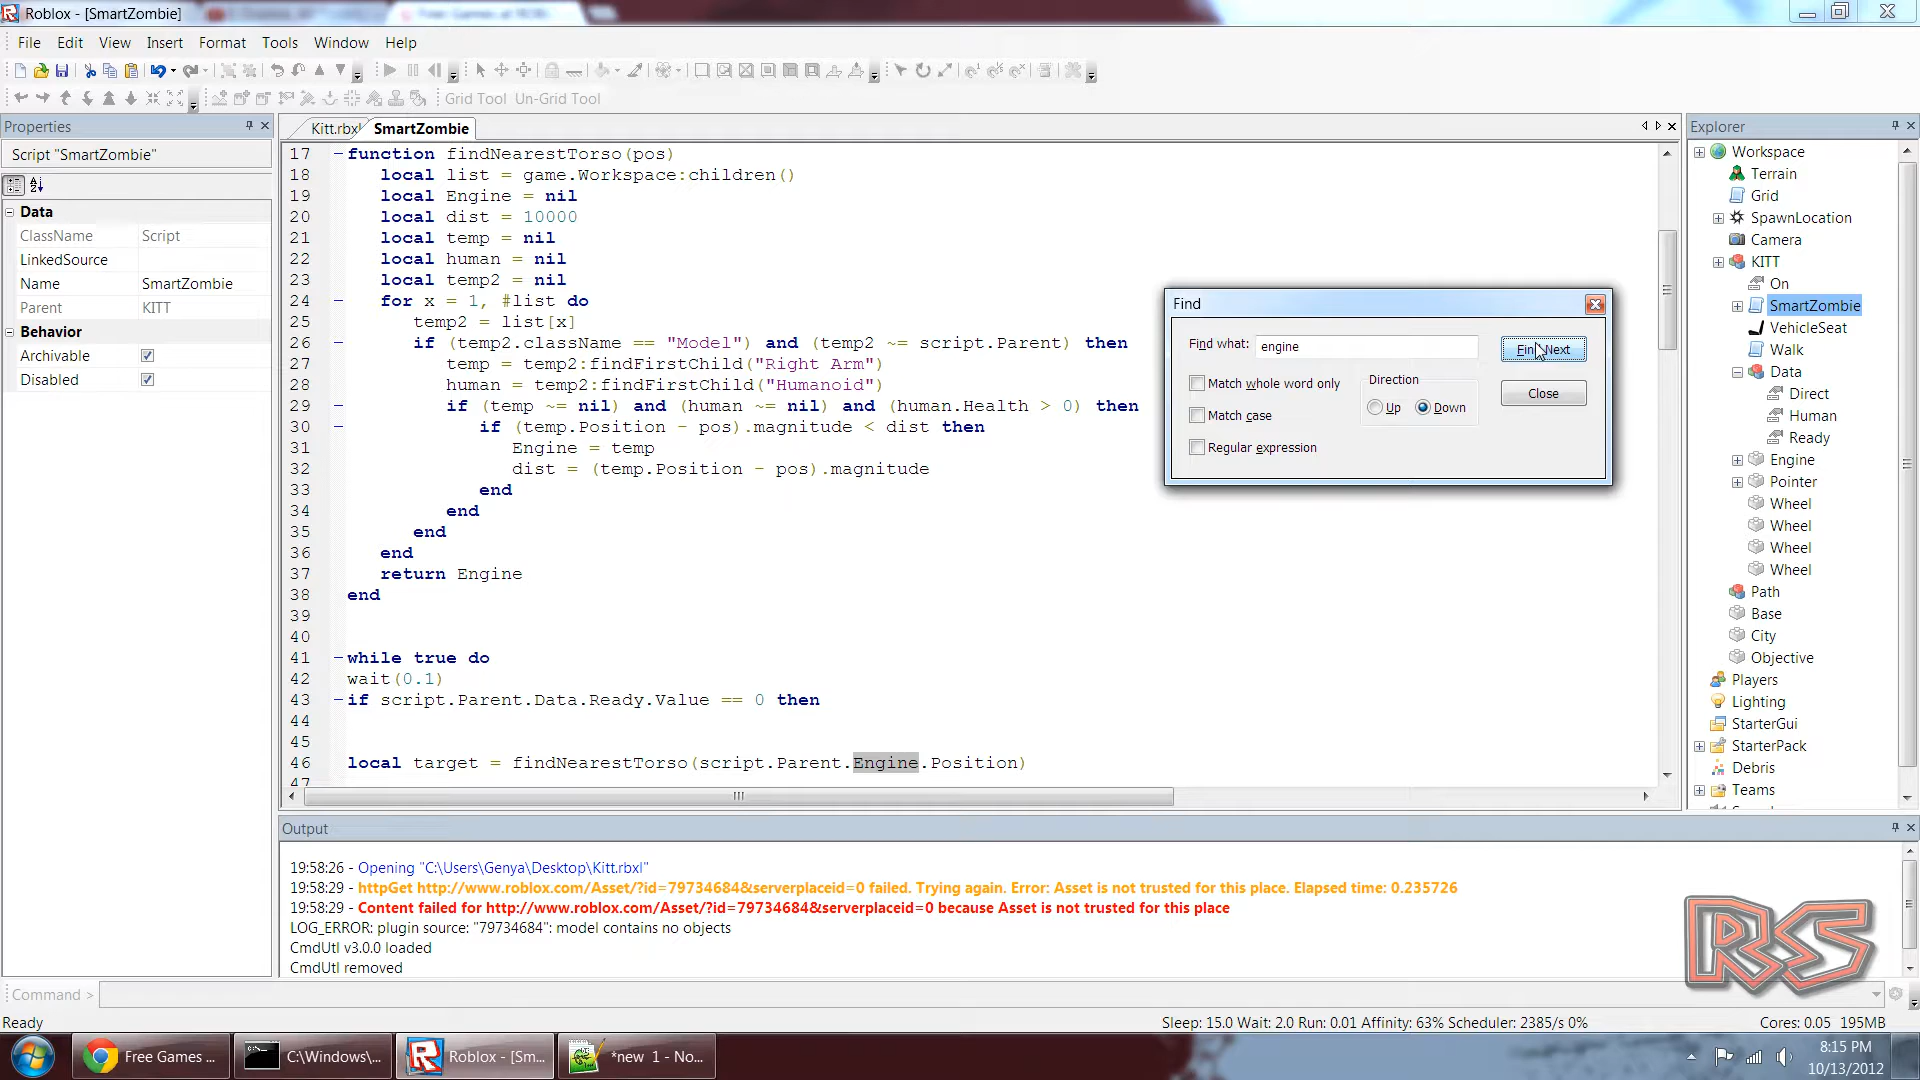 Roblox - [SmartZombie]
File Edit View Insert Format Tools Window Help
Grid Tool Un-Grid Tool
Properties
Script "SmartZombie"
Data
ClassName Script
LinkedSource
Name SmartZombie
Parent KITT
Behavior
Archivable
Disabled
Kitt.rbxl SmartZombie
17 function findNearestTorso(pos)
18 local list = game.Workspace:children()
19 local Engine = nil
20 local dist = 10000
21 local temp = nil
22 local human = nil
23 local temp2 = nil
24 for x = 1, #list do
25 temp2 = list[x]
26 if (temp2.className == "Model") and (temp2 ~= script.Parent) then
27 temp = temp2:findFirstChild("Right Arm")
28 human = temp2:findFirstChild("Humanoid")
29 if (temp ~= nil) and (human ~= nil) and (human.Health > 0) then
30 if (temp.Position - pos).magnitude < dist then
31 Engine = temp
32 dist = (temp.Position - pos).magnitude
33 end
34 end
35 end
36 end
37 return Engine
38 end
39
40
41 while true do
42 wait(0.1)
43 if script.Parent.Data.Ready.Value == 0 then
44
45
46 local target = findNearestTorso(script.Parent.Engine.Position)
47
Find
Find what: engine
Find Next
Match whole word only
Direction
Close
Up Down
Match case
Regular expression
Explorer
Workspace
Terrain
Grid
SpawnLocation
Camera
KITT
On
SmartZombie
VehicleSeat
Walk
Data
Direct
Human
Ready
Engine
Pointer
Wheel
Wheel
Wheel
Wheel
Path
Base
City
Objective
Players
Lighting
StarterGui
StarterPack
Debris
Teams
Output
19:58:26 - Opening "C:\Users\Genya\Desktop\Kitt.rbxl"
19:58:29 - httpGet http://www.roblox.com/Asset/?id=79734684&serverplaceid=0 failed. Trying again. Error: Asset is not trusted for this place. Elapsed time: 0.235726
19:58:29 - Content failed for http://www.roblox.com/Asset/?id=79734684&serverplaceid=0 because Asset is not trusted for this place
LOG_ERROR: plugin source: "79734684": model contains no objects
CmdUtl v3.0.0 loaded
CmdUtl removed
RS
Command >
Ready
Sleep: 15.0 Wait: 2.0 Run: 0.01 Affinity: 63% Scheduler: 2385/s 0%
Cores: 0.05 195MB
Free Games ...
C:\Windows\...
Roblox - [Sm...
*new 1 - No...
8:15 PM
10/13/2012